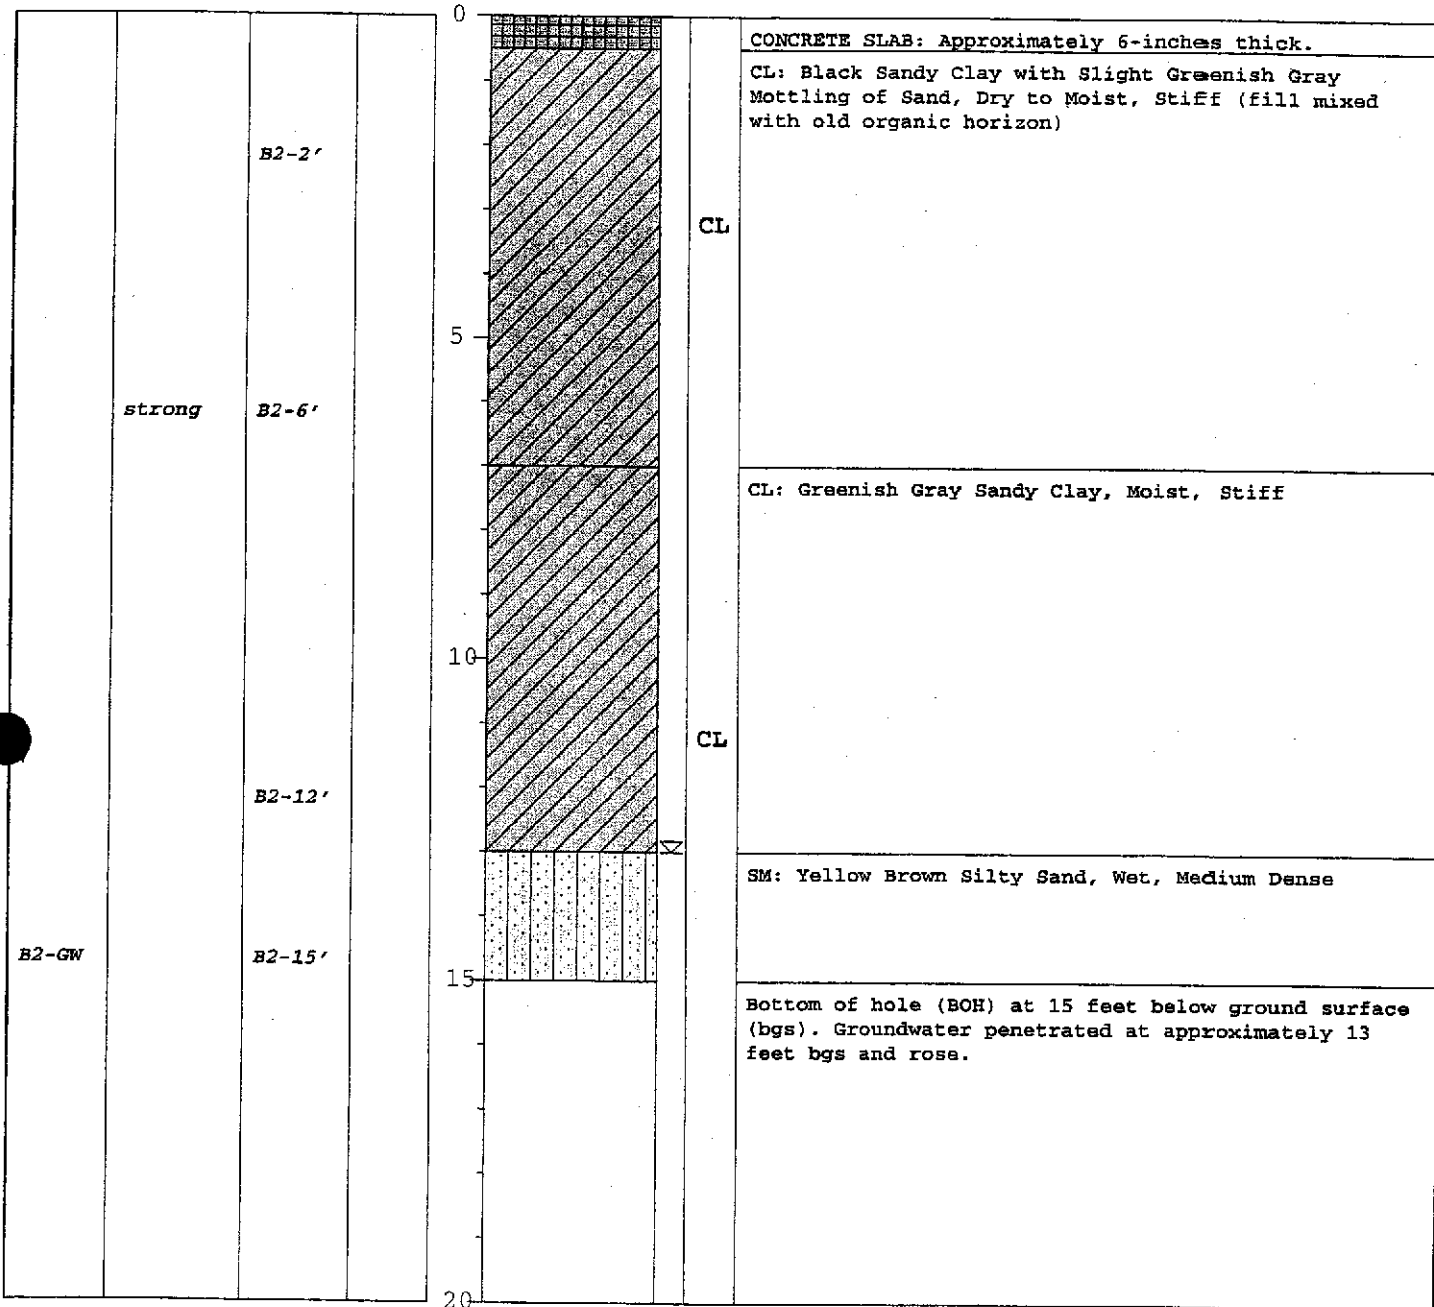 0
CONCRETE SLAB: Approximately 6-inches thick.
CL: Black Sandy Clay with Slight Greenish Gray
Mottling of Sand, Dry to Moist, Stiff (fill mixed
with old organic horizon)
B2-2'
CL
5
strong B2-6'
CL: Greenish Gray Sandy Clay, Moist, Stiff
10
CL
B2-12'
SM: Yellow Brown Silty Sand, Wet, Medium Dense
B2-GW B2-15'
15
Bottom of hole (BOH) at 15 feet below ground surface
(bgs). Groundwater penetrated at approximately 13
feet bgs and rose.
20